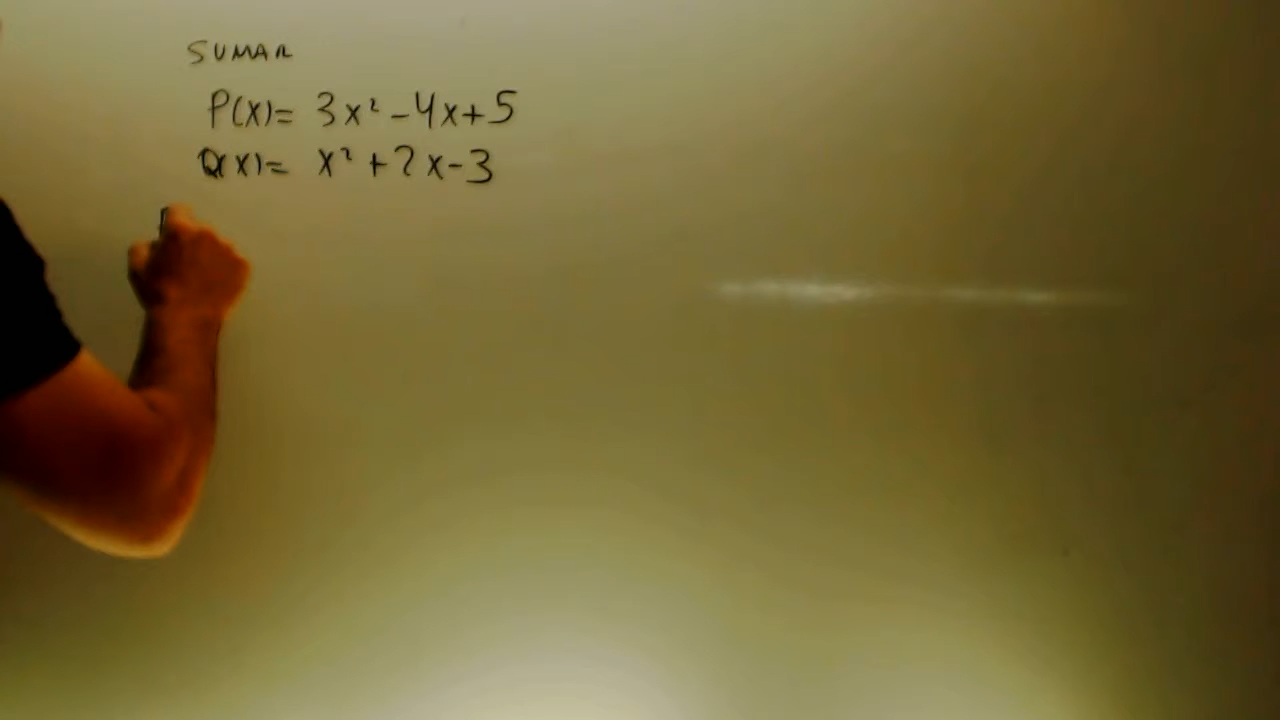 SUMAR
P(X)= 3x² -4x+5
Q(X)= x² +2x-3